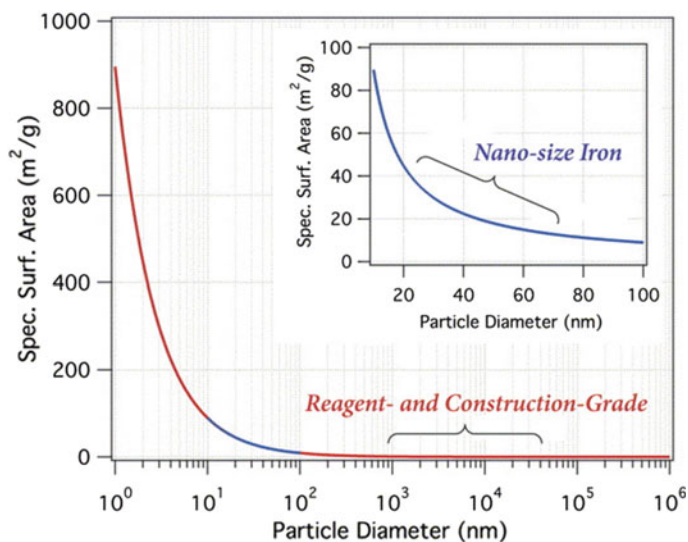 1000
800
600
400
200
0
Spec. Surf. Area (m²/g)
10⁰ 10¹ 10² 10³ 10⁴ 10⁵ 10⁶
Particle Diameter (nm)
Reagent- and Construction-Grade
100
80
60
40
20
0
Spec. Surf. Area (m²/g)
Nano-size Iron
20 40 60 80 100
Particle Diameter (nm)